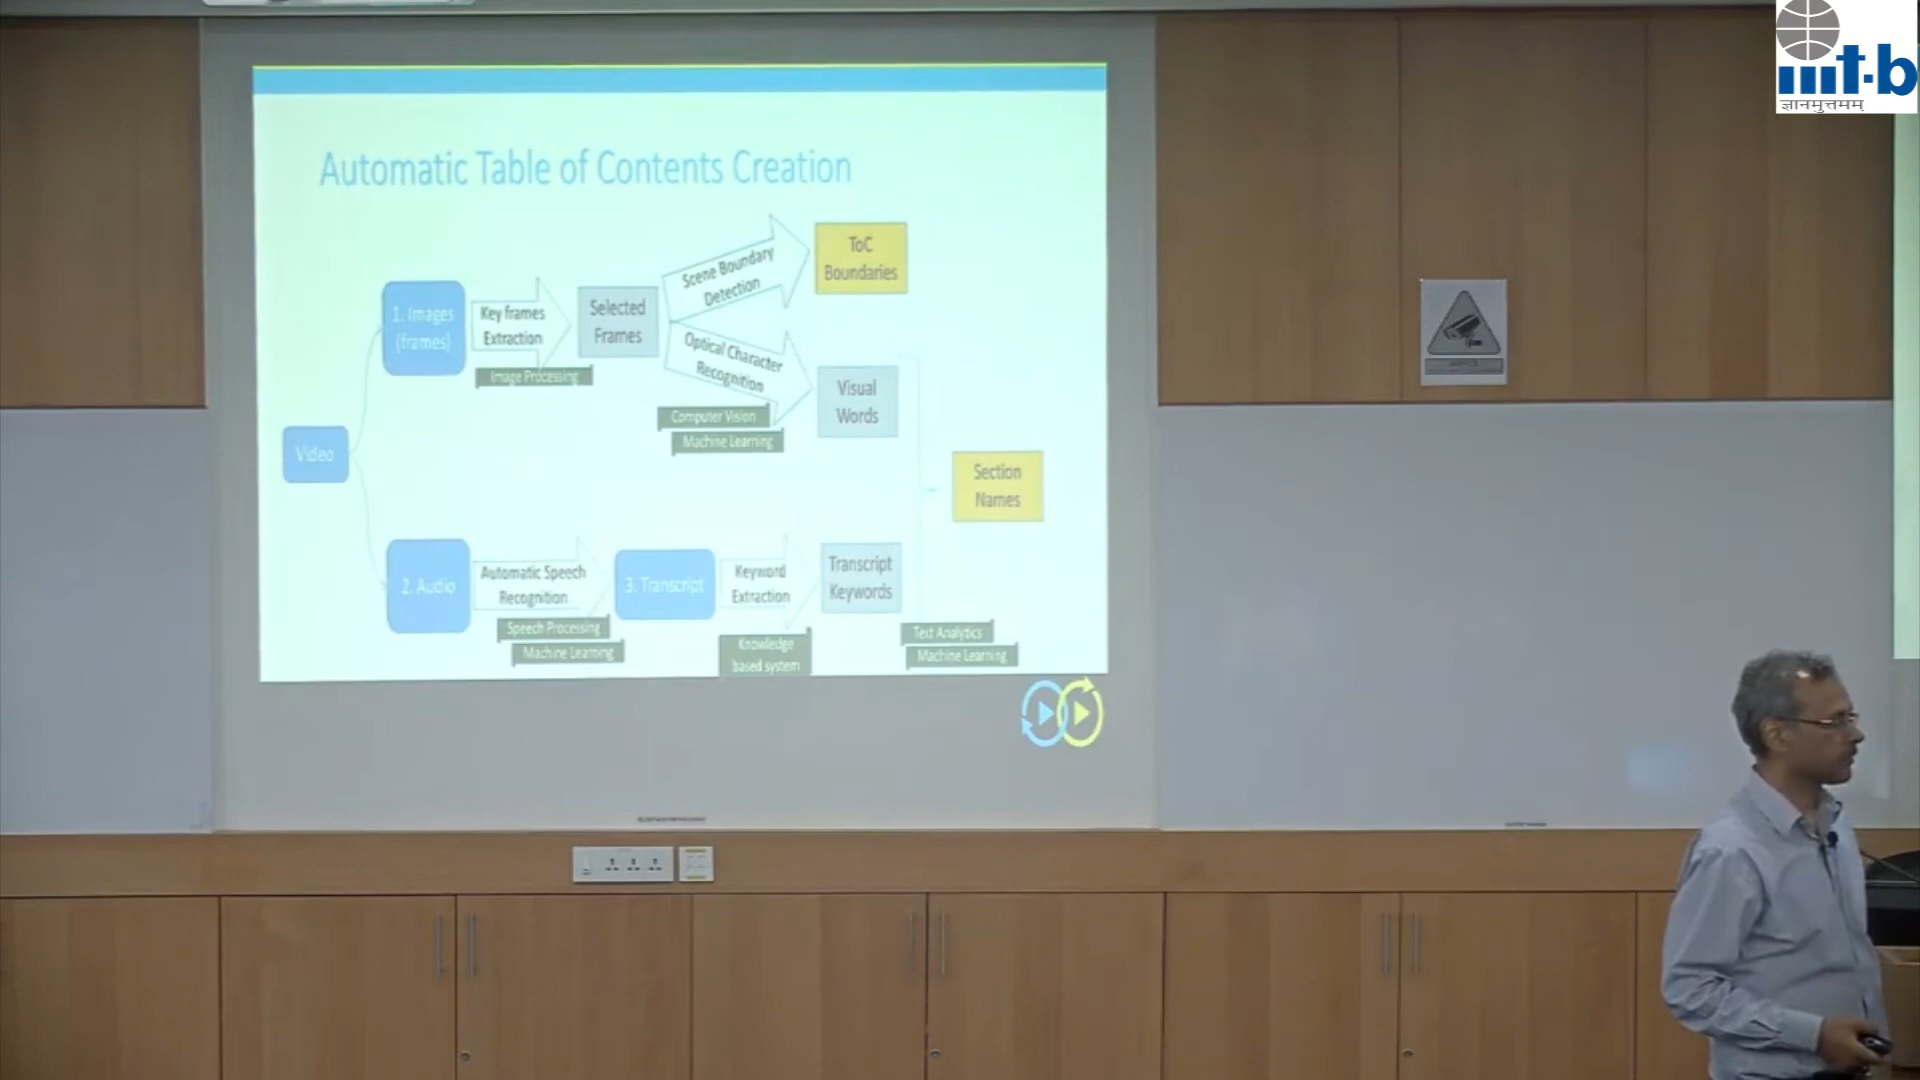 iiit-b
ज्ञानमुत्तमम्
Automatic Table of Contents Creation
ToC
Boundaries
Scene Boundary
Detection
1. Images
(frames)
Key frames
Extraction
Image Processing
Selected
Frames
Optical Character
Recognition
Computer Vision
Machine Learning
Visual
Words
Video
Section
Names
2. Audio
Automatic Speech
Recognition
Speech Processing
Machine Learning
3. Transcript
Keyword
Extraction
Knowledge
based system
Transcript
Keywords
Text Analytics
Machine Learning